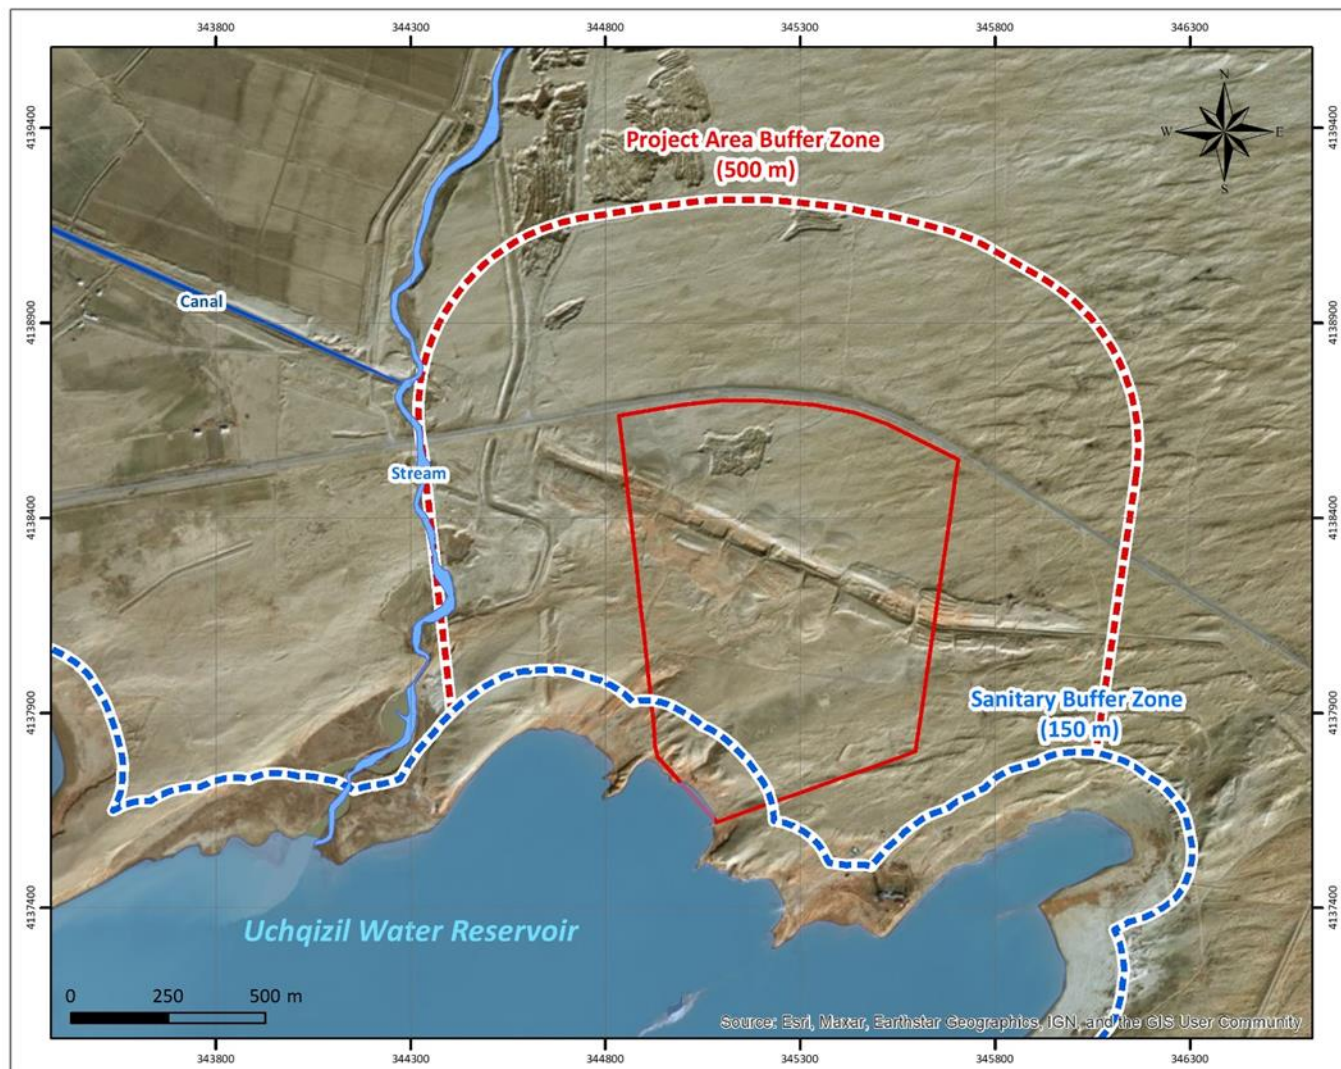 343800 344300 344800 345300 345800 346300
4139400 4139400
N
W E
S
Project Area Buffer Zone
(500 m)
Canal
4138900 4138900
Stream
4138400 4138400
4137900 4137900
Sanitary Buffer Zone
(150 m)
4137400 4137400
Uchqizil Water Reservoir
0 250 500 m
Source: Esri, Maxar, Earthstar Geographics, IGN, and the GIS User Community
343800 344300 344800 345300 345800 346300